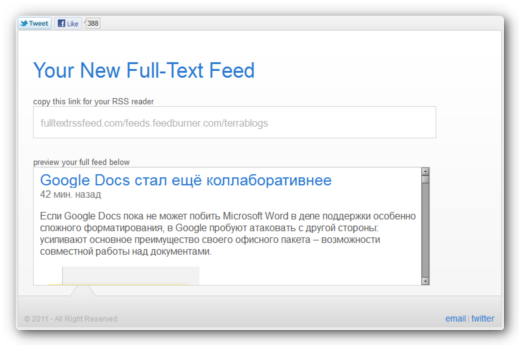 Tweet Like 388
Your New Full-Text Feed
copy this link for your RSS reader
fulltextrssfeed.com/feeds.feedburner.com/terrablogs
preview your full feed below
Google Docs стал ещё коллаборативнее
42 мин. назад
Если Google Docs пока не может побить Microsoft Word в деле поддержки особенно
сложного форматирования, в Google пробуют атаковать с другой стороны:
усиливают основное преимущество своего офисного пакета – возможности
совместной работы над документами.
© 2011 - All Right Reserved.
email | twitter